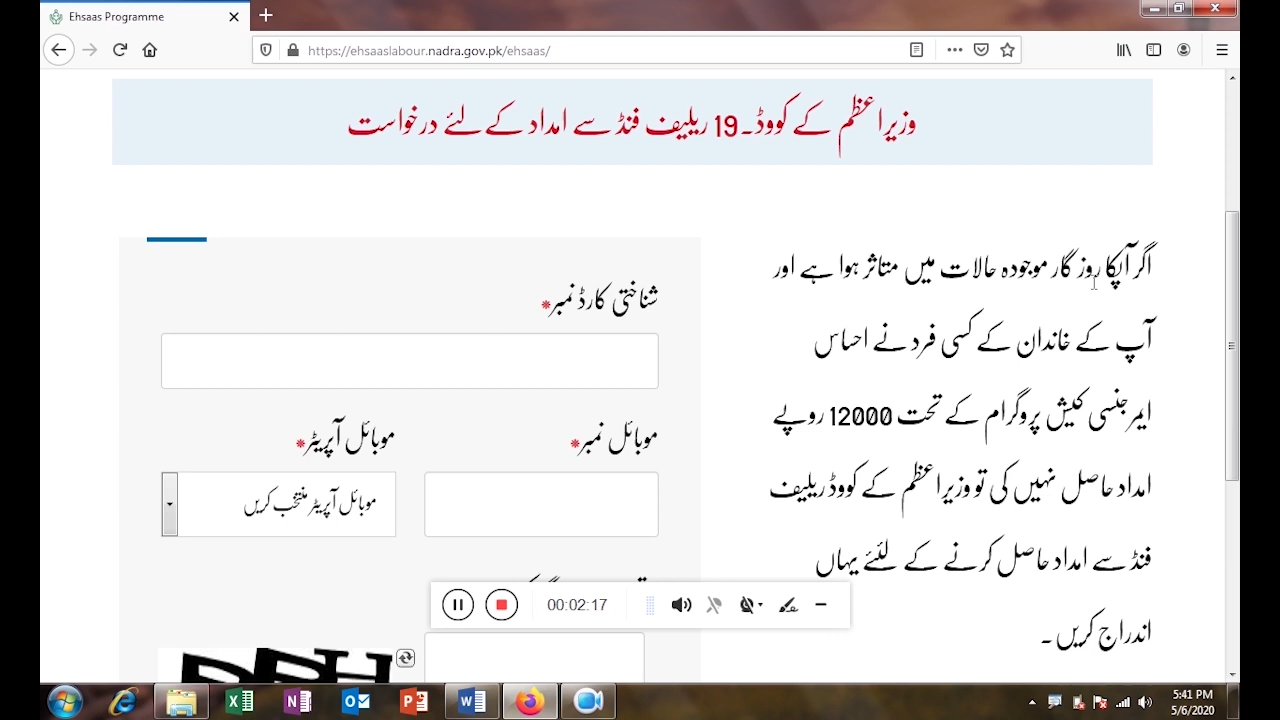 Ehsaas Programme
https://ehsaaslabour.nadra.gov.pk/ehsaas/
وزیراعظم کے کووڈ۔19 ریلیف فنڈ سے امداد کے لئے درخواست
اگر آپکا روز گار موجودہ حالات میں متاثر ہوا ہے اور
آپ کے خاندان کے کسی فرد نے احساس
ایمرجنسی کیش پروگرام کے تحت 12000 روپے
امداد حاصل نہیں کی تو وزیراعظم کے کووڈ ریلیف
فنڈ سے امداد حاصل کرنے کے لئے یہاں
اندراج کریں۔
شناختی کارڈ نمبر*
موبائل نمبر*
موبائل آپریٹر*
موبائل آپریٹر منتخب کریں
00:02:17
5:41 PM
5/6/2020